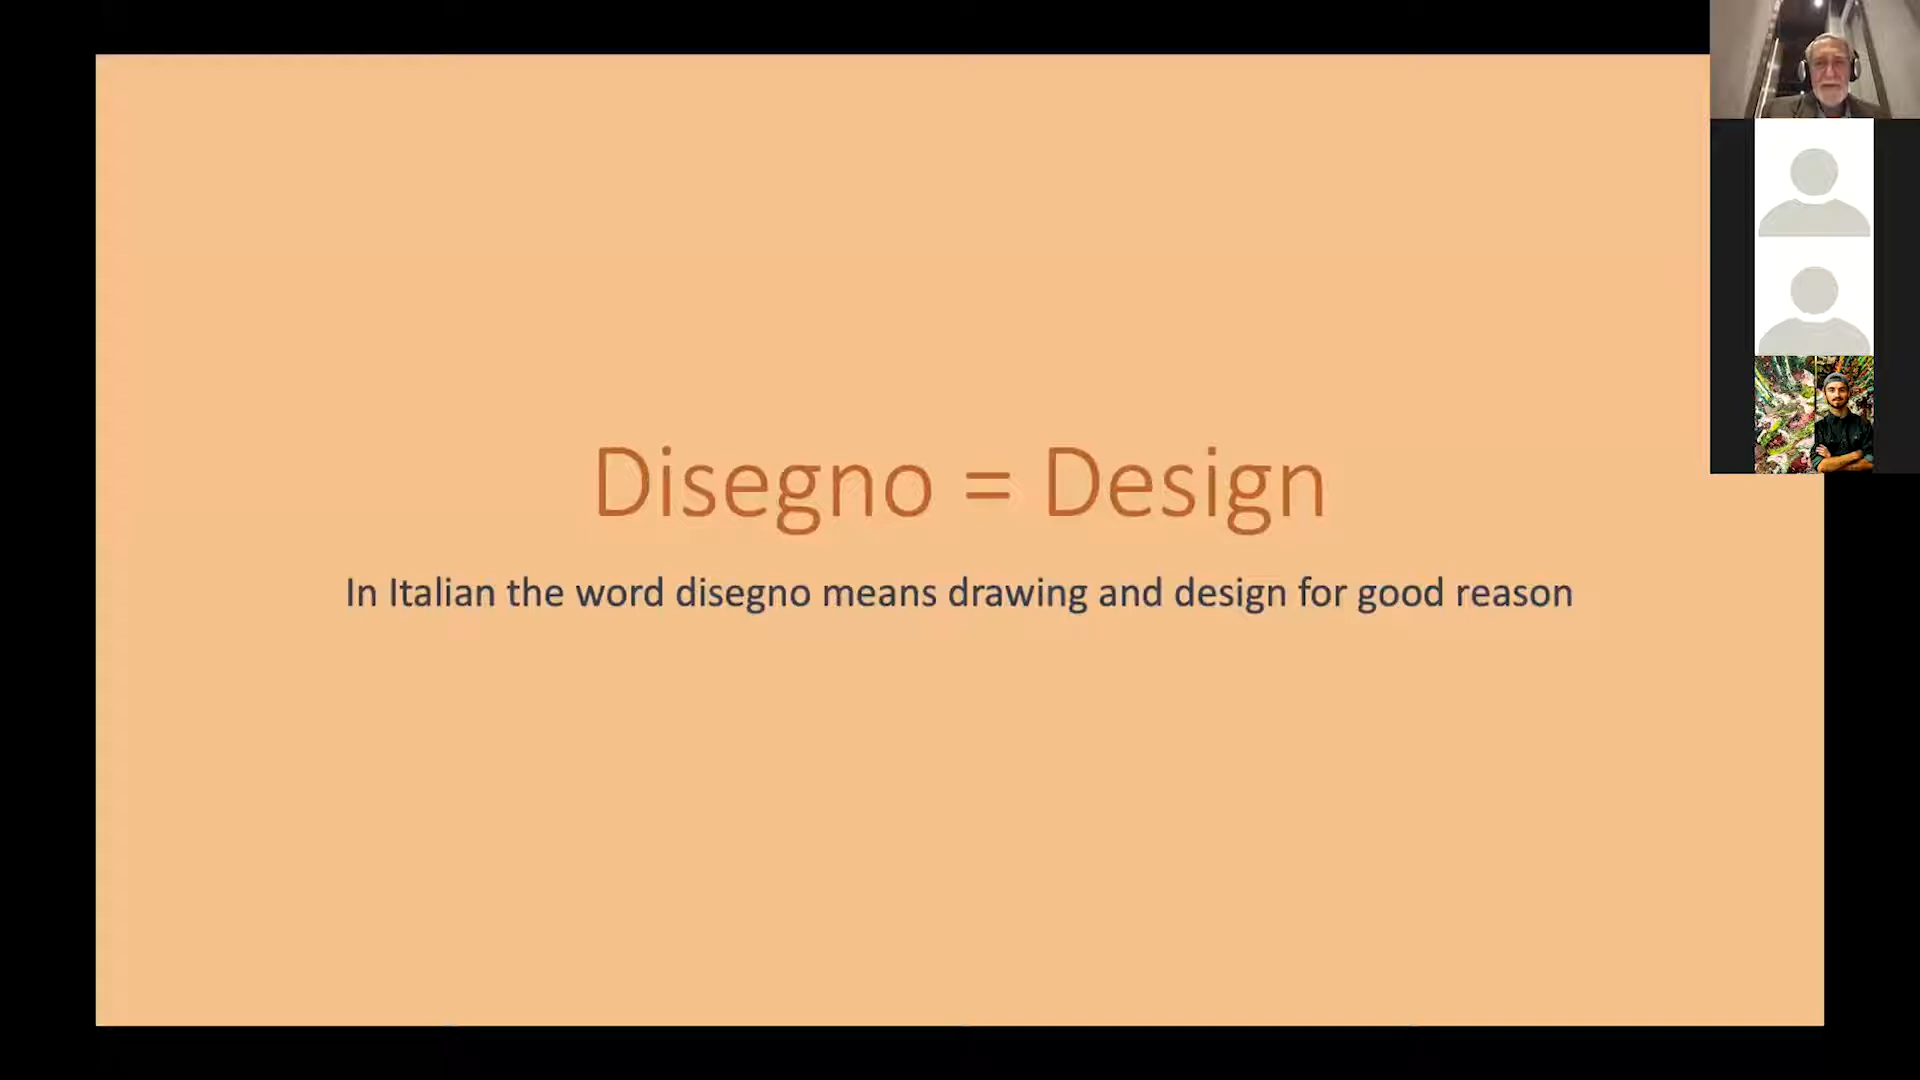 Disegno = Design
In Italian the word disegno means drawing and design for good reason